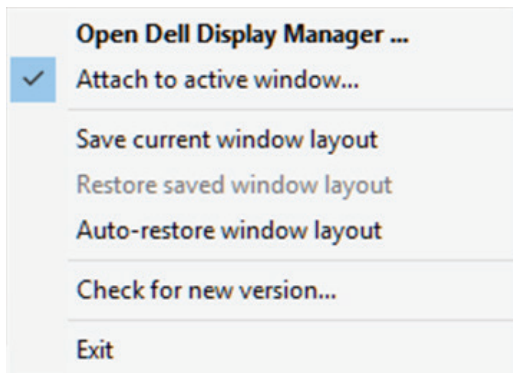 Open Dell Display Manager ...
Attach to active window...
Save current window layout
Restore saved window layout
Auto-restore window layout
Check for new version...
Exit